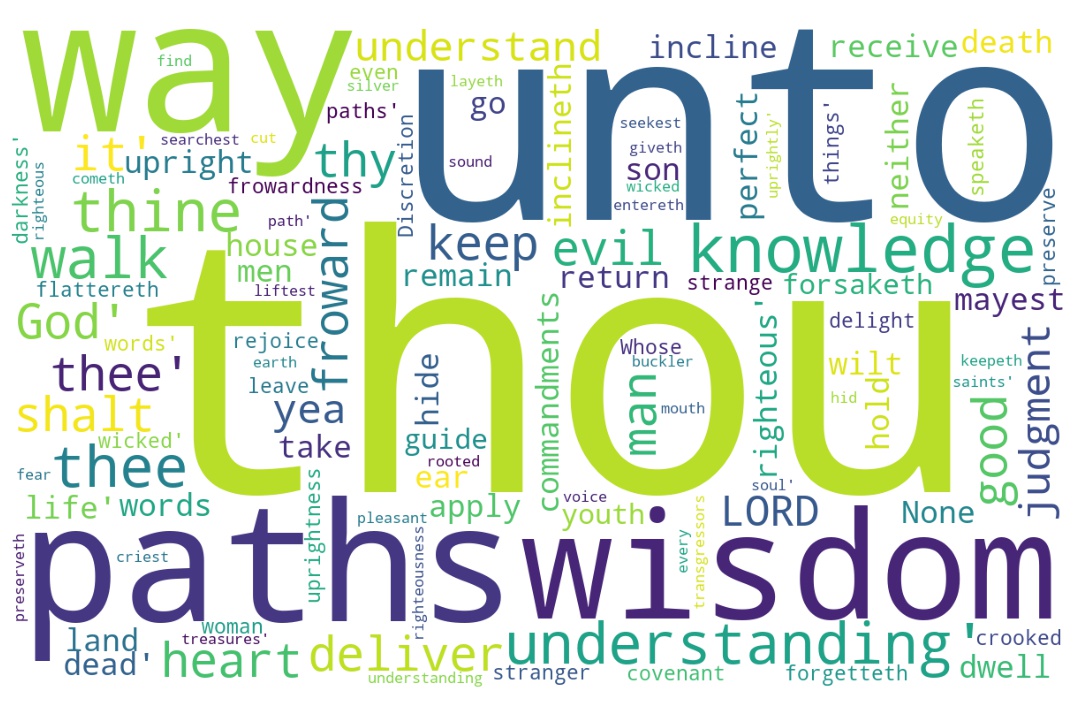 way
find
understand
incline
receive
death
even
silver
layeth
unto
paths'
go
inclineth
seekest
perfect
uprightly'
things'
neither
speaketh
darkness'
righteous
it'
searchest
cut
upright
thy
Discretion
sound
giveth
son
wicked
entereth
equity
preserve
cometh
frowardness
thine
path'
froward
keep
evil
knowledge
walk
house
men
remain
return
strange
forsaketh
mayest
flattereth
liftest
thou
God'
words'
rejoice
earth
leave
hide
commandments
Whose
buckler
man
mouth
righteous'
delight
wilt
hid
hold
keepeth
saints'
good
judgment
thee'
shalt
yea
wicked'
take
guide
rooted
ear
fear
thee
soul'
life'
words
uprightness
pleasant
righteousness
apply
voice
youth
every
transgressors
LORD
None
preserveth
criest
paths
wisdom
land
dead'
woman
treasures'
heart
deliver
understanding
understanding'
stranger
covenant
forgetteth
crooked
dwell